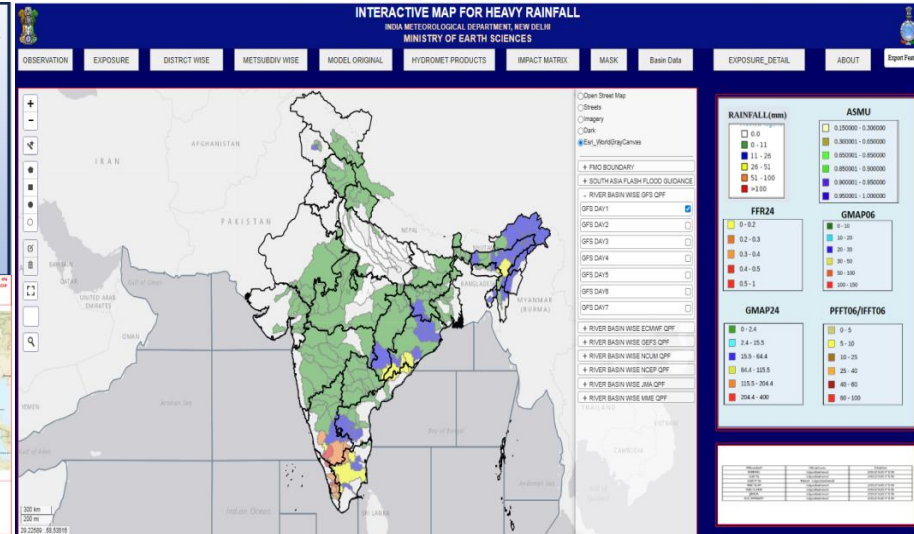 INTERACTIVE MAP FOR HEAVY RAINFALL
INDIA METEOROLOGICAL DEPARTMENT, NEW DELHI
MINISTRY OF EARTH SCIENCES
OBSERVATION
EXPOSURE
DISTRCT WISE
METSUBDIV WISE
MODEL ORIGINAL
HYDROMET PRODUCTS
IMPACT MATRIX
MASK
Basin Data
EXPOSURE_DETAIL
ABOUT
Export Feat
+
-
Open Street Map
Streets
Imagery
Dark
Esri_WorldGrayCanvas
+ FMO BOUNDARY
+ SOUTH ASIA FLASH FLOOD GUIDANCE
- RIVER BASIN WISE GFS QPF
GFS DAY1
GFS DAY2
GFS DAY3
GFS DAY4
GFS DAY5
GFS DAY6
GFS DAY7
+ RIVER BASIN WISE ECMWF QPF
+ RIVER BASIN WISE GEFS QPF
+ RIVER BASIN WISE NCUM QPF
+ RIVER BASIN WISE NCEP QPF
+ RIVER BASIN WISE JMA QPF
+ RIVER BASIN WISE MME QPF
IRAN
AFGHANISTAN
PAKISTAN
NEPAL
BANGLADESH
MYANMAR
(BURMA)
QATAR
UNITED ARAB
EMIRATES
OMAN
Arabian Sea
Bay of Bengal
THAILAND
CAMBODIA
Andaman Sea
SRI LANKA
Indian Ocean
300 km
200 mi
RAINFALL(mm)
0.0
0 - 11
11 - 26
26 - 51
51 - 100
>100
ASMU
0.150000 - 0.300000
0.300001 - 0.650000
0.650001 - 0.850000
0.850001 - 0.900000
0.900001 - 0.950000
0.950001 - 1.000000
FFR24
0 - 0.2
0.2 - 0.3
0.3 - 0.4
0.4 - 0.5
0.5 - 1
GMAP06
0 - 10
10 - 20
20 - 30
30 - 50
50 - 100
100 - 150
GMAP24
0 - 2.4
2.4 - 15.5
15.5 - 64.4
64.4 - 115.5
115.5 - 204.4
204.4 - 400
PFFT06/IFFT06
0 - 5
5 - 10
10 - 25
25 - 40
40 - 60
60 - 100